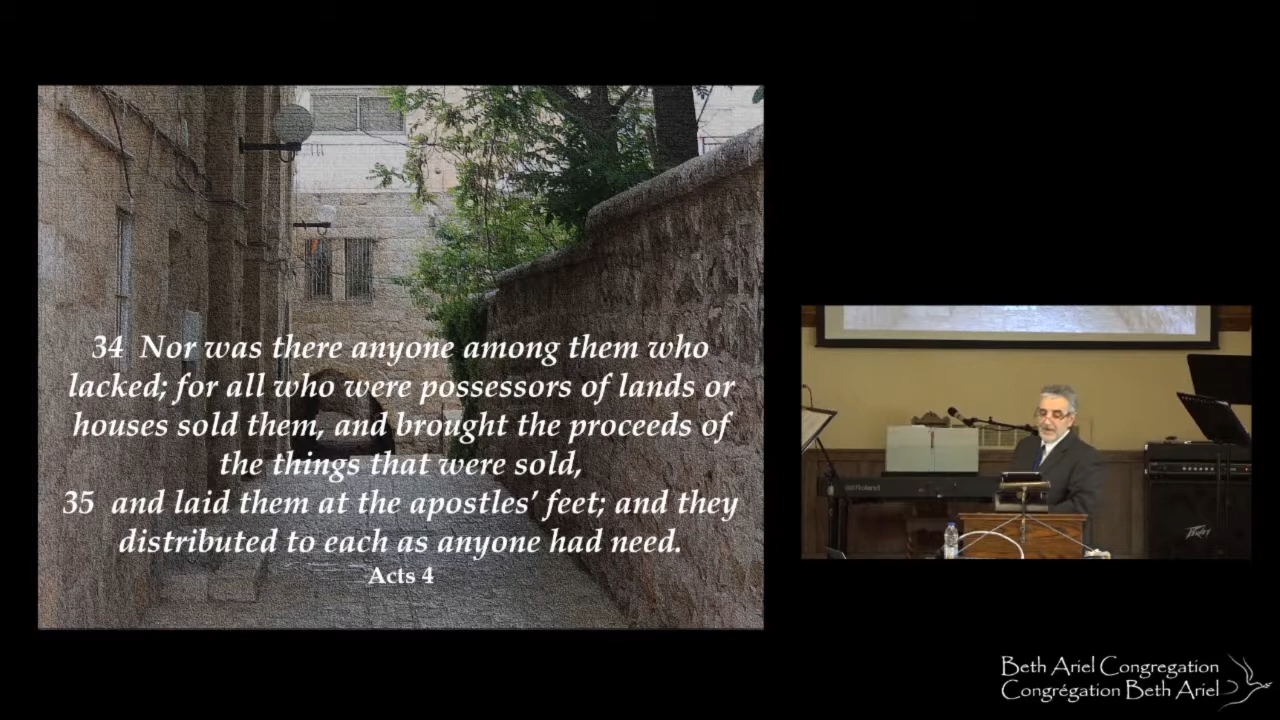 34 Nor was there anyone among them who
lacked; for all who were possessors of lands or
houses sold them, and brought the proceeds of
the things that were sold,
35 and laid them at the apostles’ feet; and they
distributed to each as anyone had need.
Acts 4
Roland
Peavey
Beth Ariel Congregation
Congrégation Beth Ariel